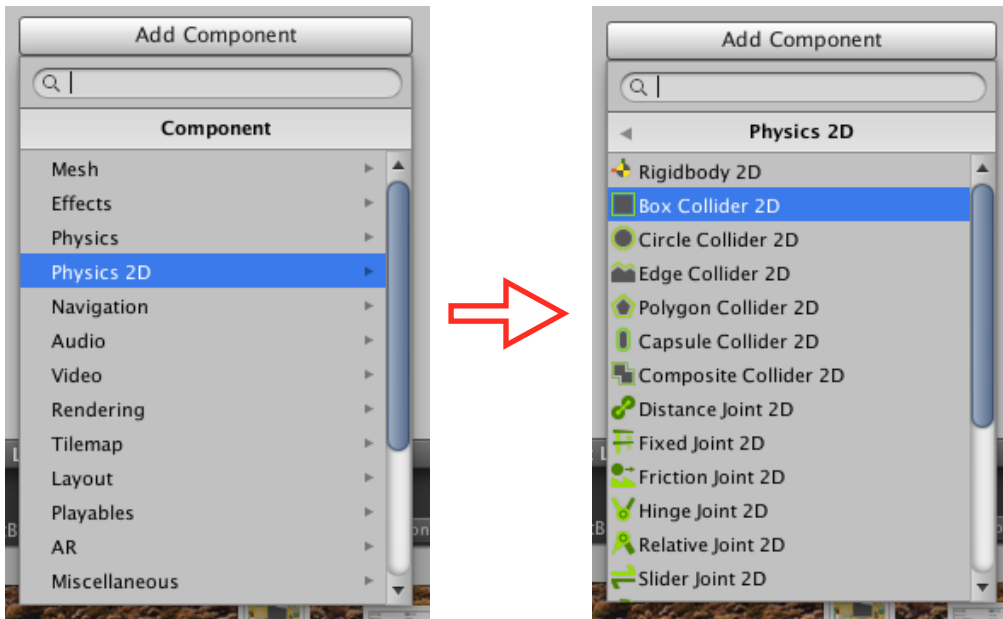 Add Component
Component
Mesh
Effects
Physics
Physics 2D
Navigation
Audio
Video
Rendering
Tilemap
Layout
Playables
AR
Miscellaneous
Add Component
Physics 2D
Rigidbody 2D
Box Collider 2D
Circle Collider 2D
Edge Collider 2D
Polygon Collider 2D
Capsule Collider 2D
Composite Collider 2D
Distance Joint 2D
Fixed Joint 2D
Friction Joint 2D
Hinge Joint 2D
Relative Joint 2D
Slider Joint 2D